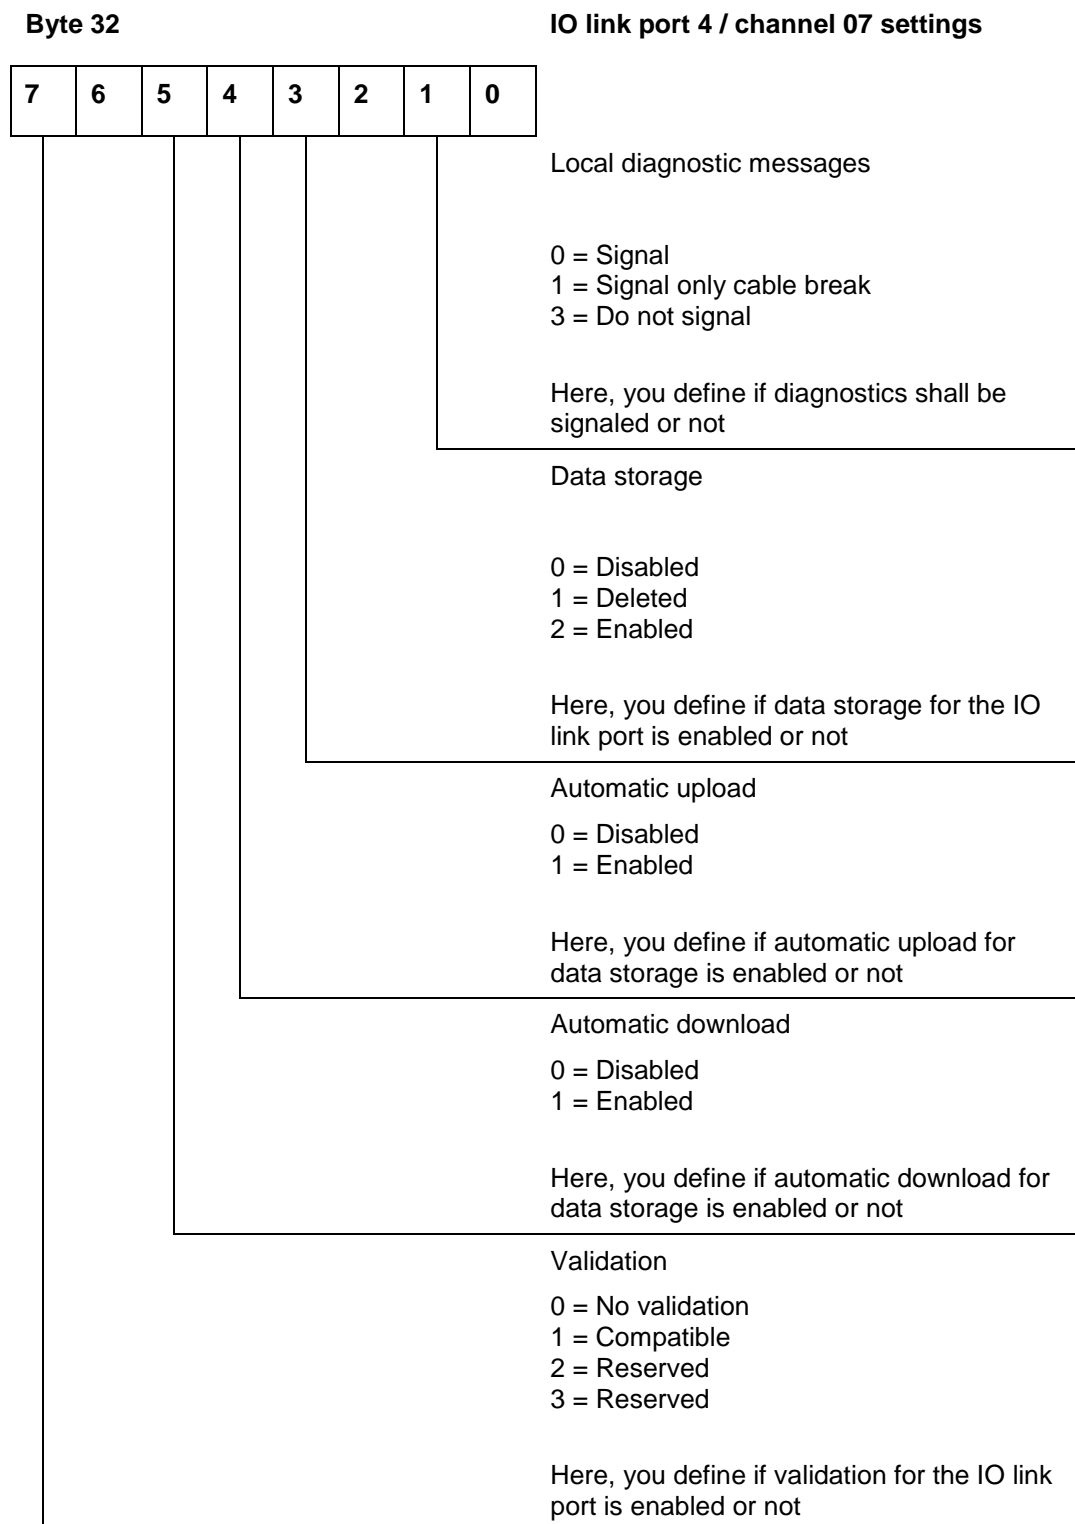 Byte 32 IO link port 4 / channel 07 settings
7 6 5 4 3 2 1 0
Local diagnostic messages
0 = Signal
1 = Signal only cable break
3 = Do not signal
Here, you define if diagnostics shall be
signaled or not
Data storage
0 = Disabled
1 = Deleted
2 = Enabled
Here, you define if data storage for the IO
link port is enabled or not
Automatic upload
0 = Disabled
1 = Enabled
Here, you define if automatic upload for
data storage is enabled or not
Automatic download
0 = Disabled
1 = Enabled
Here, you define if automatic download for
data storage is enabled or not
Validation
0 = No validation
1 = Compatible
2 = Reserved
3 = Reserved
Here, you define if validation for the IO link
port is enabled or not